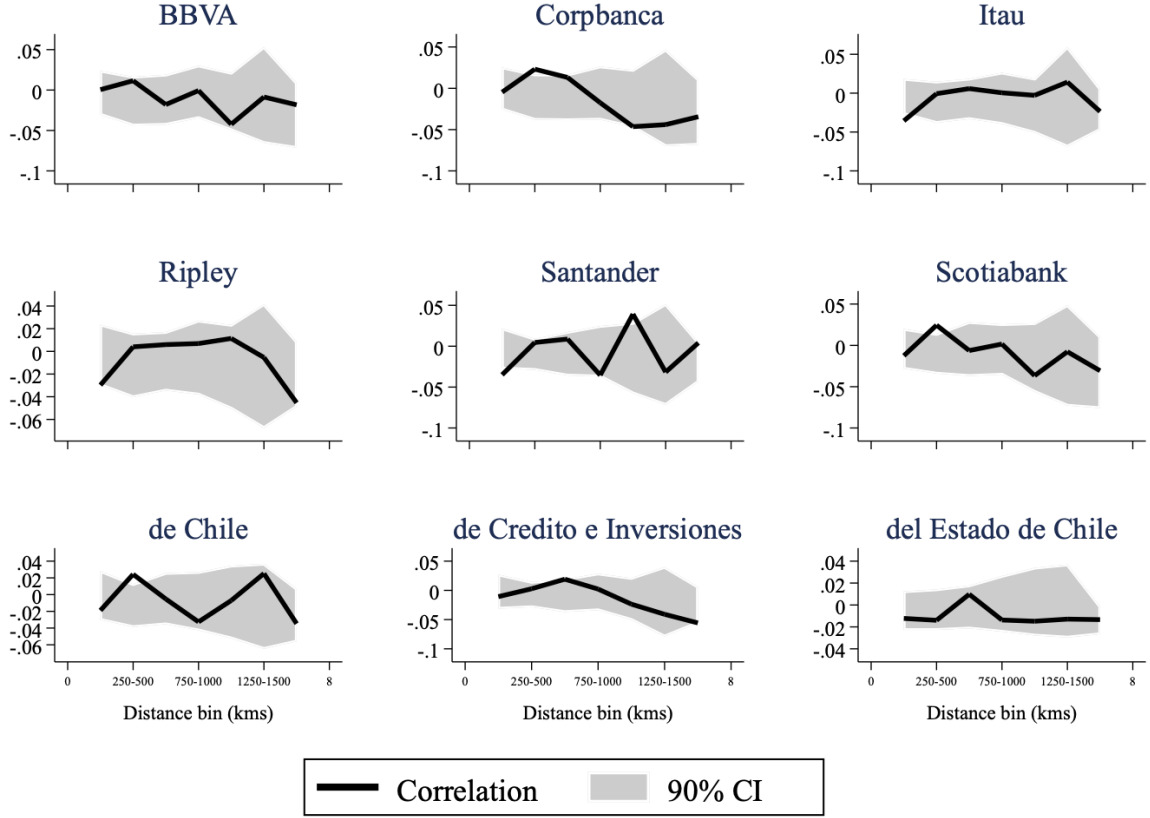 BBVA Corpbanca Itau
.05 .05 .05
0 0 0
-.05 -.05 -.05
-.1 -.1 -.1
Ripley Santander Scotiabank
.04 .05 .05
.02 0 0
0 -.05 -.05
-.02 -.1 -.1
-.04
-.06
de Chile de Credito e Inversiones del Estado de Chile
.04 .05 .04
.02 0 .02
0 -.05 0
-.02 -.1 -.02
-.04 -.04
-.06
0 250-500 750-1000 1250-1500 8 0 250-500 750-1000 1250-1500 8 0 250-500 750-1000 1250-1500 8
Distance bin (kms) Distance bin (kms) Distance bin (kms)
Correlation 90% CI